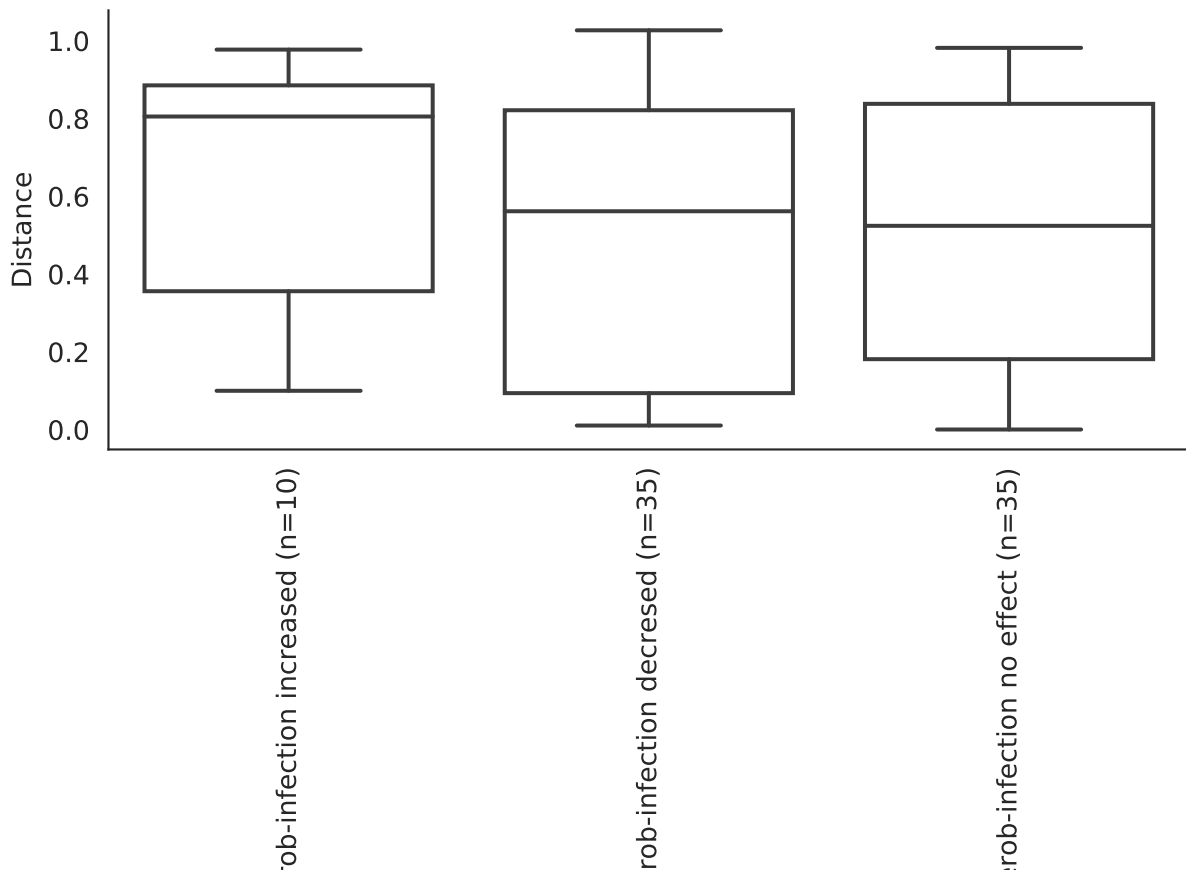 1.0
0.8
0.6
0.4
0.2
0.0
Distance
rob-infection increased (n=10)
rob-infection decresed (n=35)
erob-infection no effect (n=35)